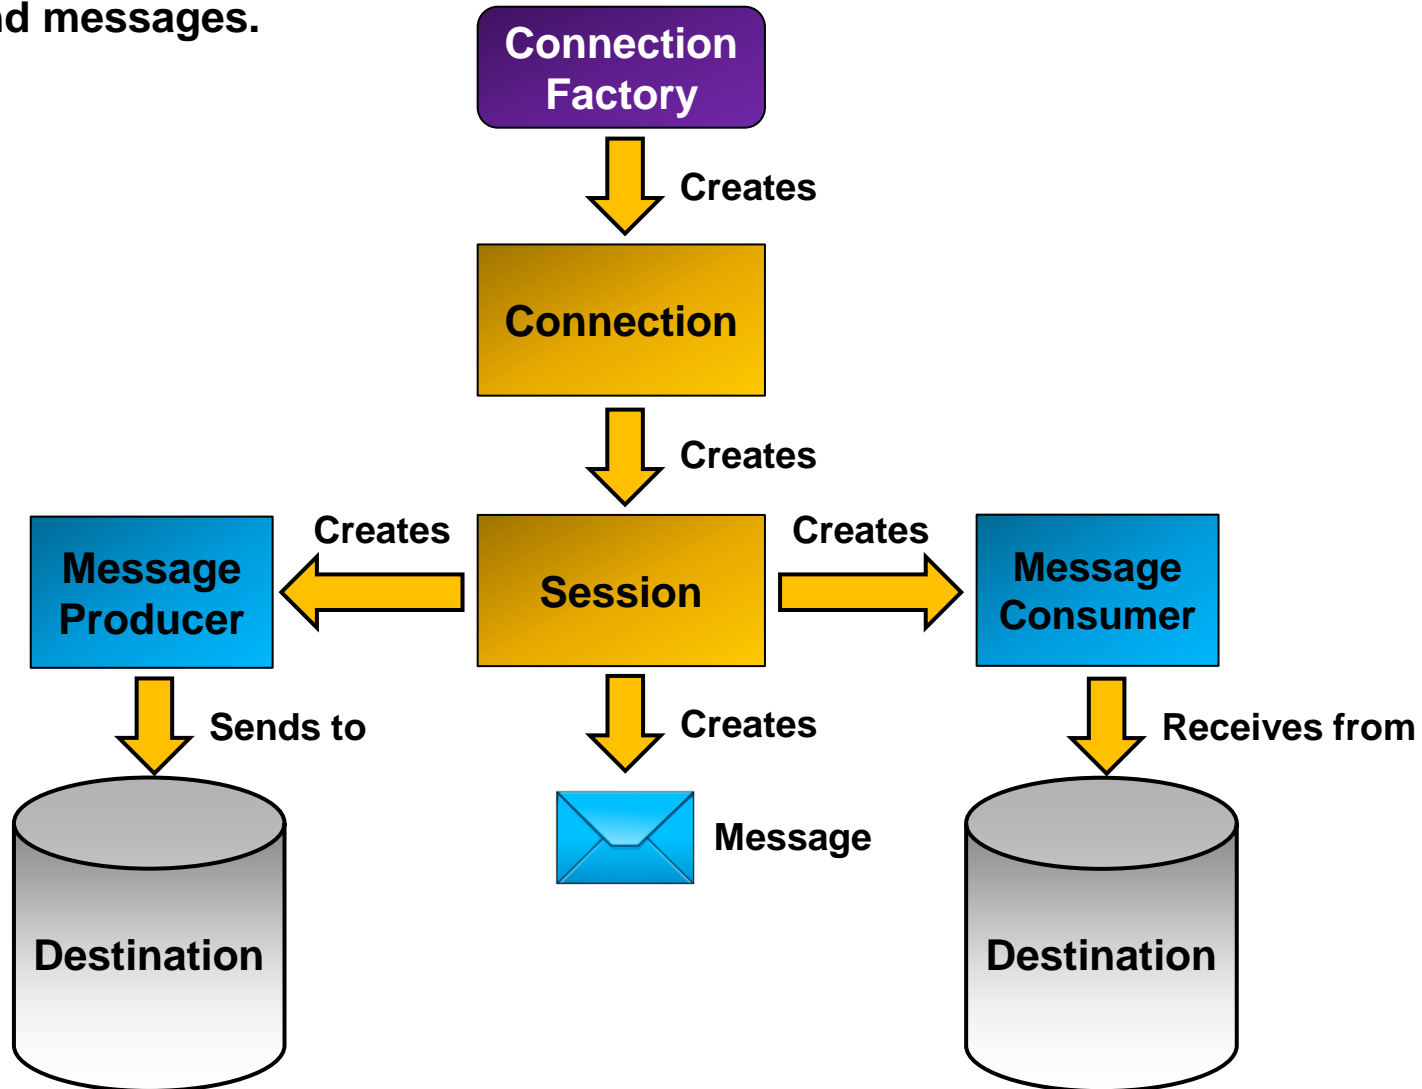 nd messages.
Connection
Factory
Creates
Connection
Creates
Creates
Creates
Message
Producer
Session
Message
Consumer
Sends to
Creates
Receives from
Message
Destination
Destination